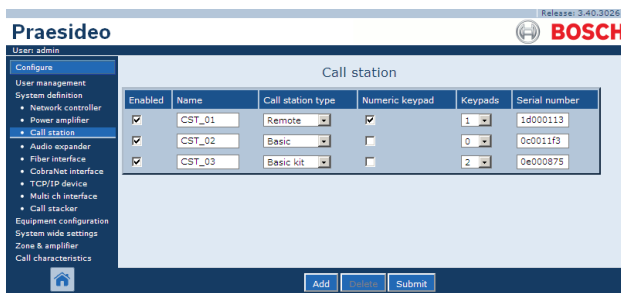 Release: 3.40.3026
Praesideo
BOSCH
User: admin
Configure
User management
System definition
• Network controller
• Power amplifier
• Call station
• Audio expander
• Fiber interface
• CobraNet interface
• TCP/IP device
• Multi ch interface
• Call stacker
Equipment configuration
System wide settings
Zone & amplifier
Call characteristics
Call station
Enabled Name Call station type Numeric keypad Keypads Serial number
CST_01 Remote 1 1d000113
CST_02 Basic 0 0c0011f3
CST_03 Basic kit 2 0e000875
Add Delete Submit